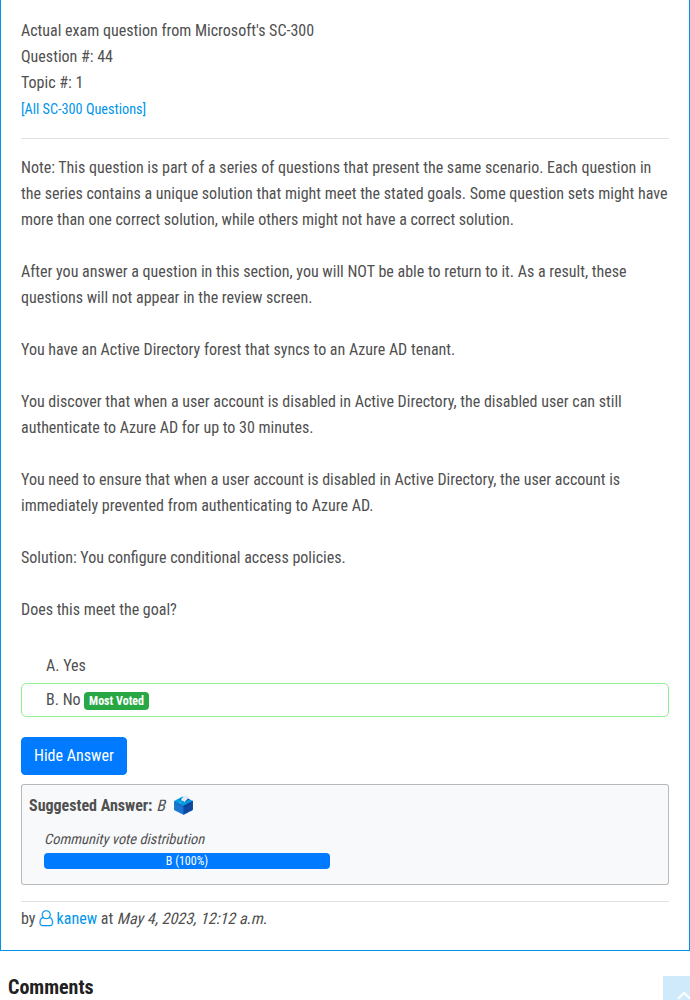 Actual exam question from Microsoft's SC-300
Question #: 44
Topic #: 1
[All SC-300 Questions]
Note: This question is part of a series of questions that present the same scenario. Each question in
the series contains a unique solution that might meet the stated goals. Some question sets might have
more than one correct solution, while others might not have a correct solution.
After you answer a question in this section, you will NOT be able to return to it. As a result, these
questions will not appear in the review screen.
You have an Active Directory forest that syncs to an Azure AD tenant.
You discover that when a user account is disabled in Active Directory, the disabled user can still
authenticate to Azure AD for up to 30 minutes.
You need to ensure that when a user account is disabled in Active Directory, the user account is
immediately prevented from authenticating to Azure AD.
Solution: You configure conditional access policies.
Does this meet the goal?
A. Yes
B. No Most Voted
Hide Answer
Suggested Answer: B
Community vote distribution
B (100%)
by kanew at May 4, 2023, 12:12 a.m.
Comments